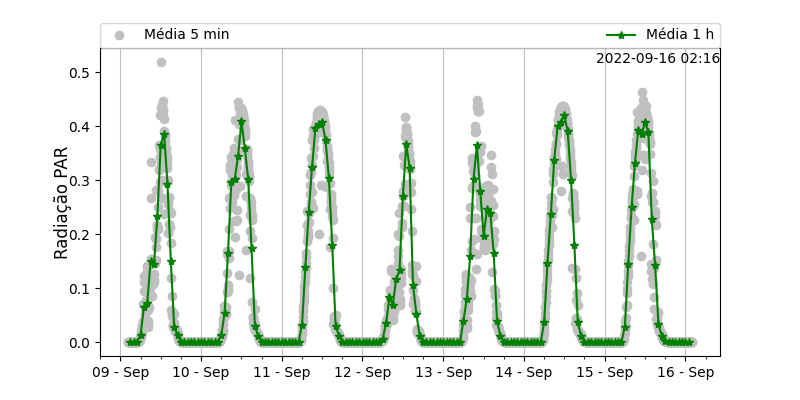 Média 5 min
Média 1 h
2022-09-16 02:16
Radiação PAR
0.5
0.4
0.3
0.2
0.1
0.0
09 - Sep
10 - Sep
11 - Sep
12 - Sep
13 - Sep
14 - Sep
15 - Sep
16 - Sep